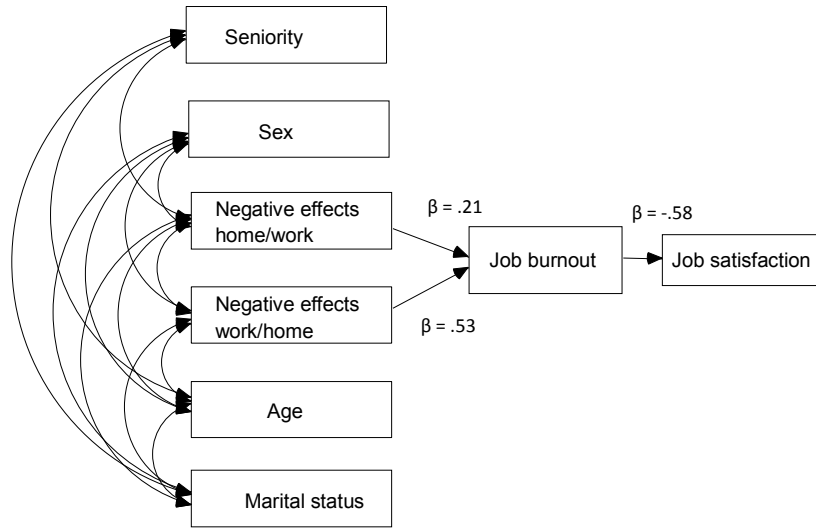 Seniority
Sex
Negative effects
home/work
β = .21
β = -.58
Job burnout
Job satisfaction
Negative effects
work/home
β = .53
Age
Marital status